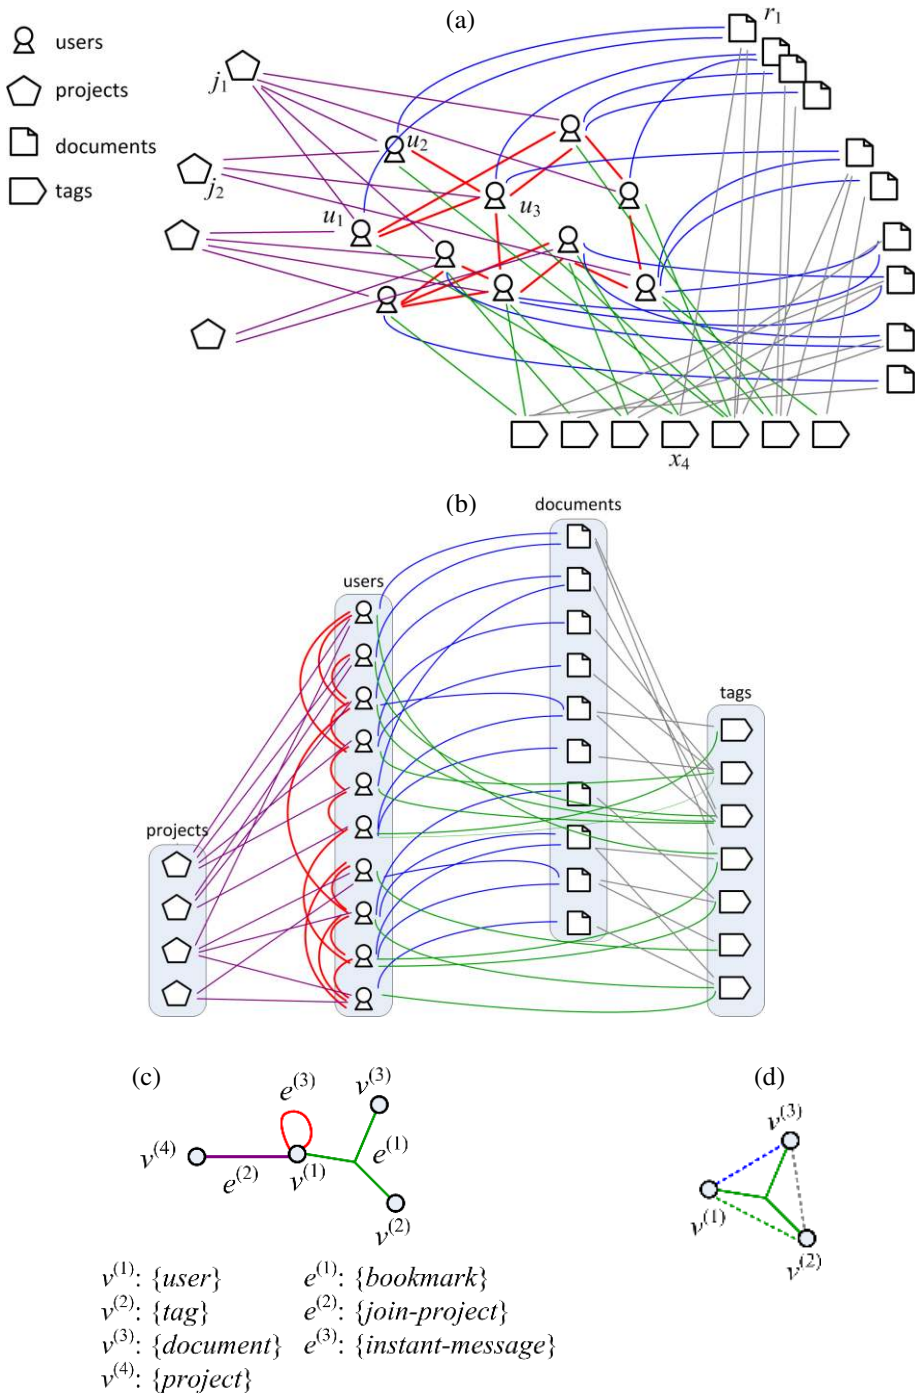 (a)
users
projects
documents
tags
r₁
j₁
u₂
j₂
u₃
u₁
x₄
(b)
documents
users
tags
projects
(c)
(d)
e⁽³⁾
v⁽³⁾
v⁽³⁾
v⁽⁴⁾
e⁽²⁾
v⁽¹⁾
e⁽¹⁾
v⁽²⁾
v⁽¹⁾
v⁽²⁾
v⁽¹⁾: {user} e⁽¹⁾: {bookmark}
v⁽²⁾: {tag} e⁽²⁾: {join-project}
v⁽³⁾: {document} e⁽³⁾: {instant-message}
v⁽⁴⁾: {project}